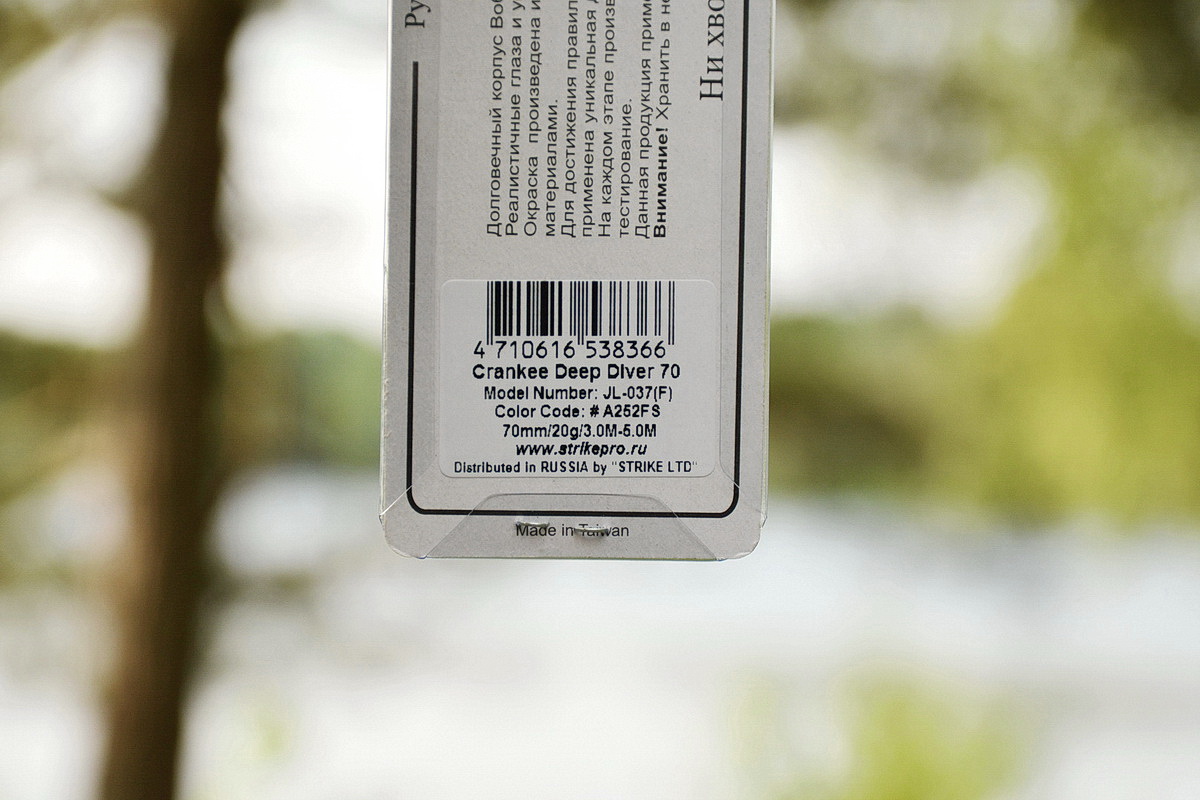 Ру
Долговечный корпус
Реалистичные глаза и
Окраска произведена
материалами.
Для достижения
применена уникальная
На каждом этапе
тестирование.
Данная продукция
Внимание! Хранить в
Ни
4 710616 538366
Crankee Deep Diver 70
Model Number: JL-037(F)
Color Code: # A252FS
70mm/20g/3.0M-5.0M
www.strikepro.ru
Distributed in RUSSIA by "STRIKE LTD"
Made in Taiwan